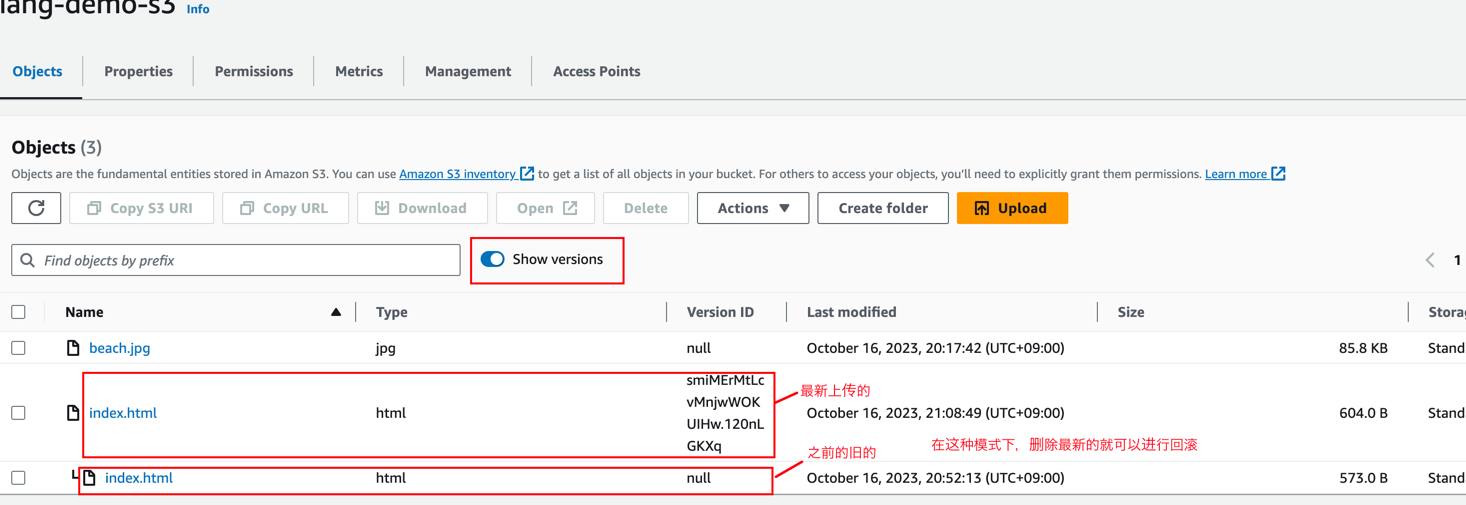 lang-demo-s3 Info
Objects Properties Permissions Metrics Management Access Points
Objects (3)
Objects are the fundamental entities stored in Amazon S3. You can use Amazon S3 inventory to get a list of all objects in your bucket. For others to access your objects, you'll need to explicitly grant them permissions. Learn more
Copy S3 URI Copy URL Download Open Delete Actions Create folder Upload
Find objects by prefix Show versions 1
Name Type Version ID Last modified Size Storag
beach.jpg jpg null October 16, 2023, 20:17:42 (UTC+09:00) 85.8 KB Stand
smiMErMtLc
最新上传的
vMnjwWOK
index.html html October 16, 2023, 21:08:49 (UTC+09:00) 604.0 B Stand
UIHw.120nL
GKXq
之前的旧的 在这种模式下，删除最新的就可以进行回滚
index.html html null October 16, 2023, 20:52:13 (UTC+09:00) 573.0 B Stand